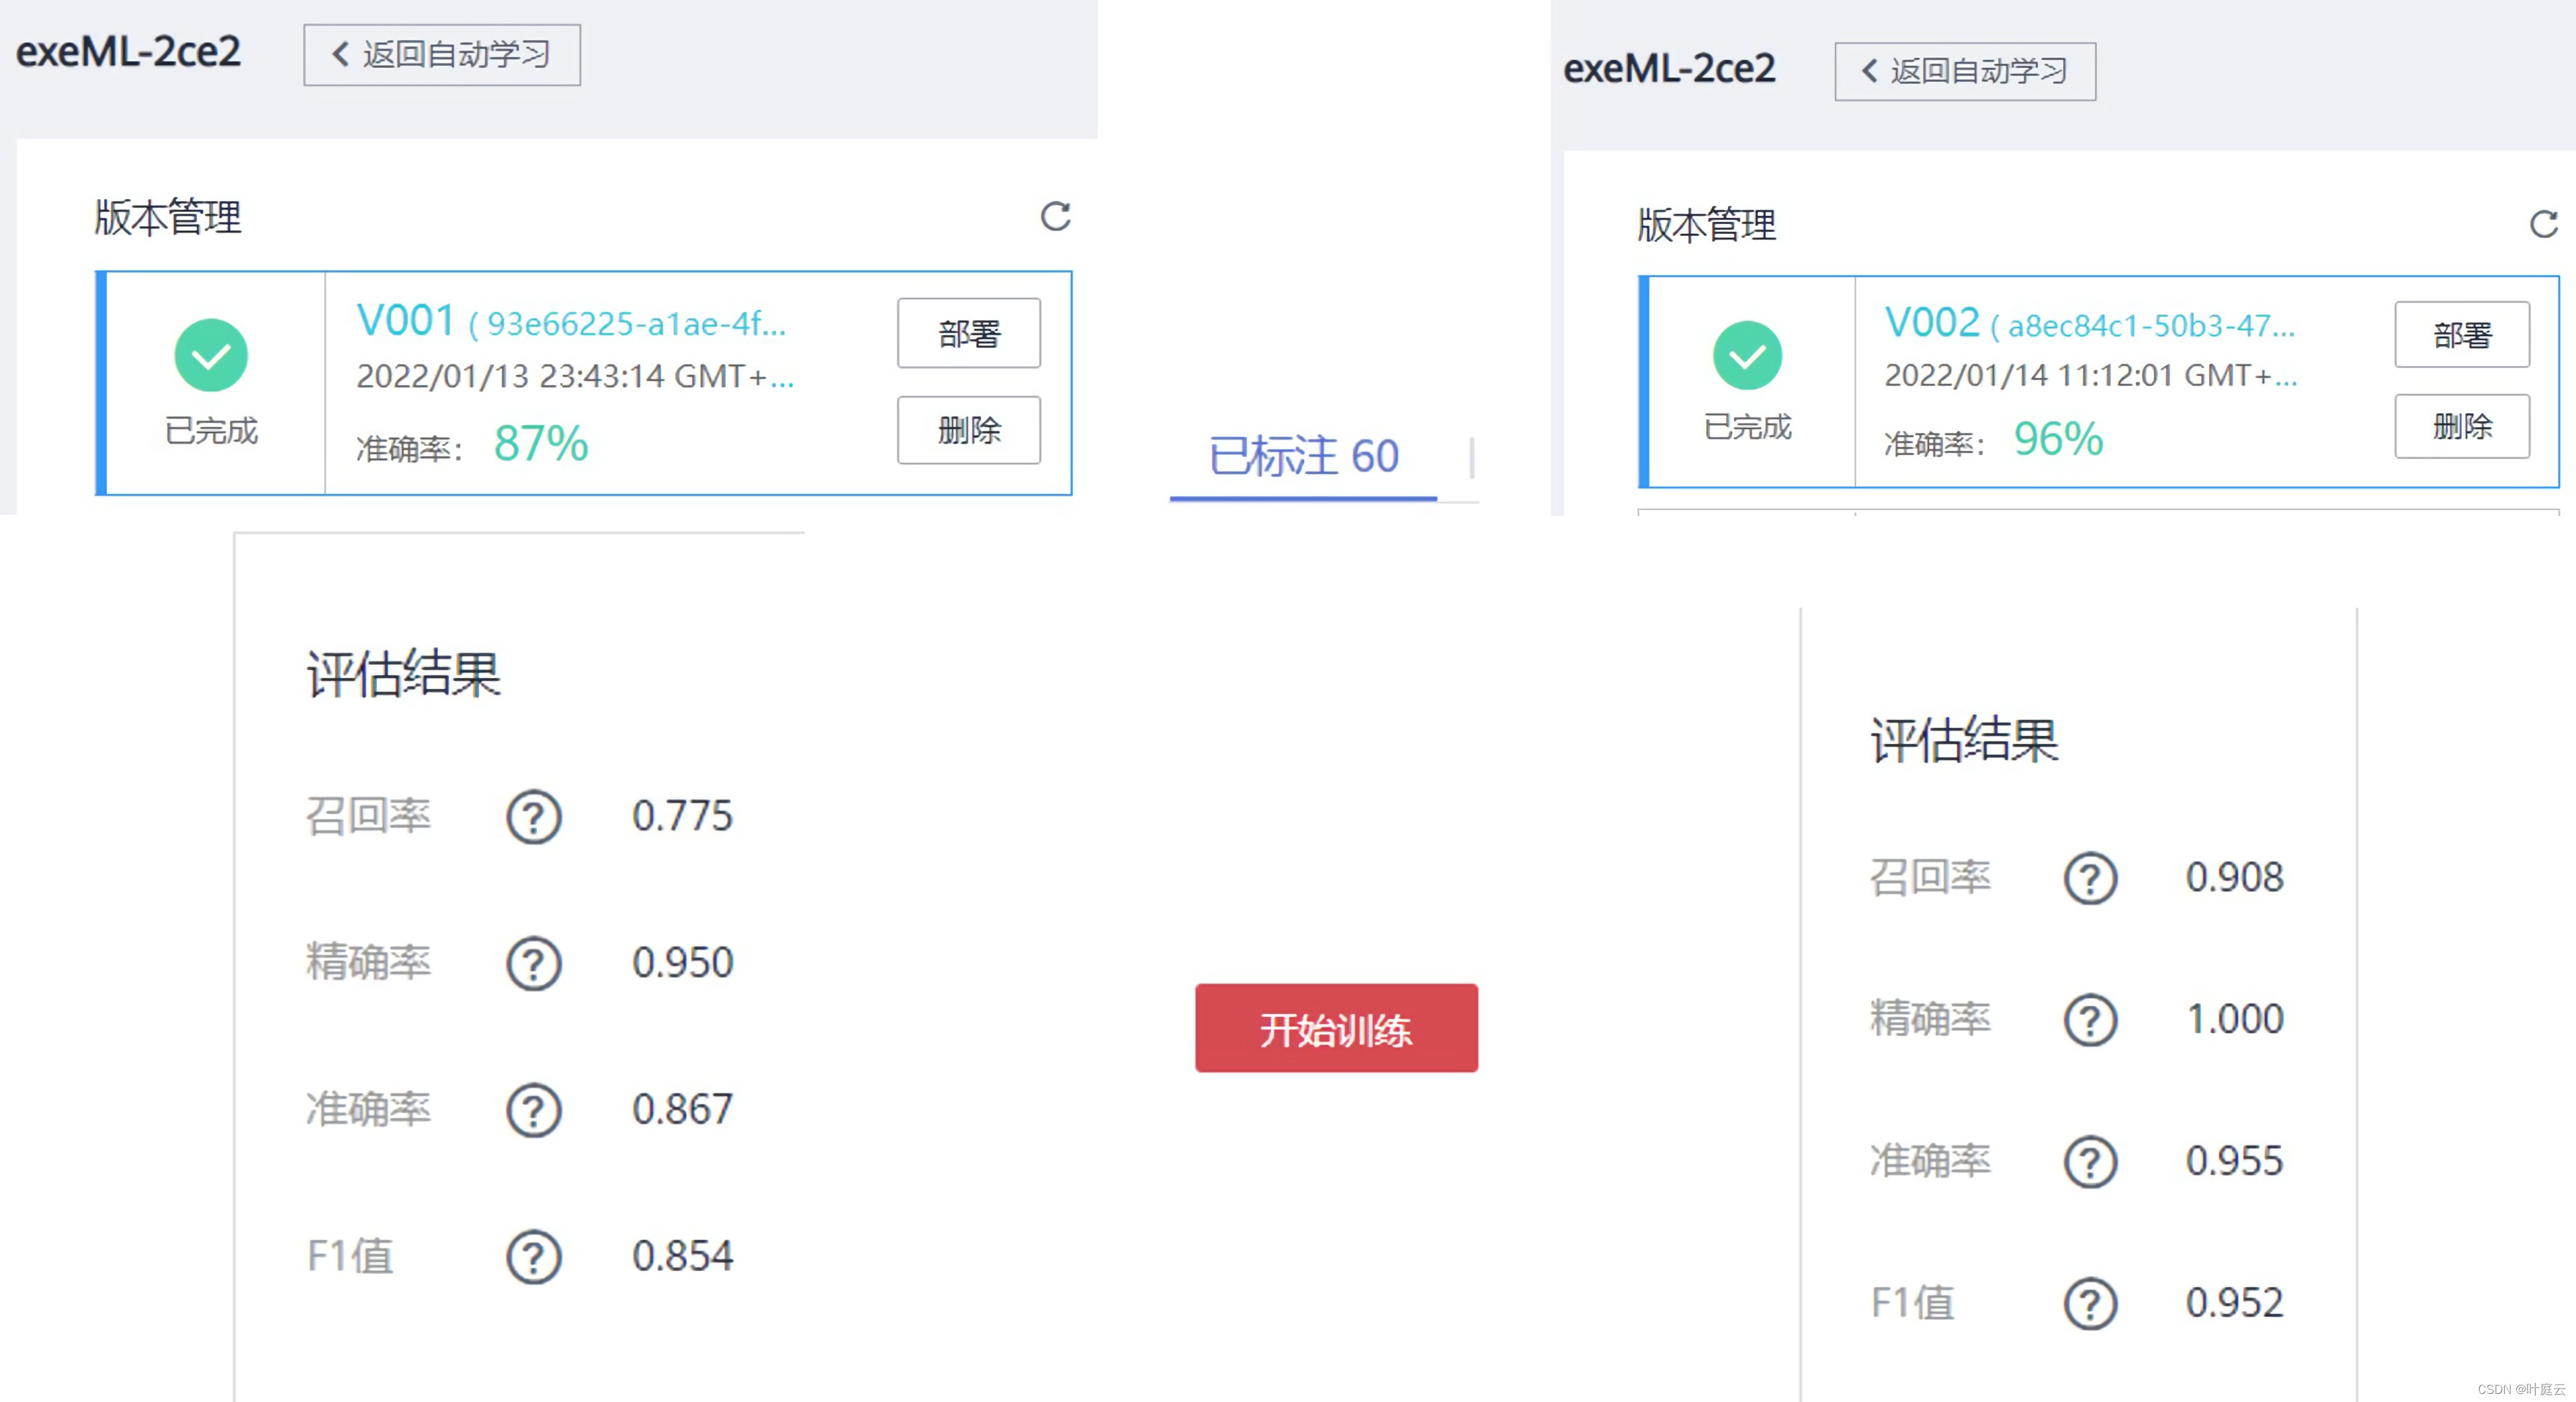 exeML-2ce2
返回自动学习
版本管理
已完成
V001 ( 93e66225-a1ae-4f...
2022/01/13 23:43:14 GMT+...
准确率： 87%
部署
删除
评估结果
召回率 ? 0.775
精确率 ? 0.950
准确率 ? 0.867
F1值 ? 0.854
已标注 60
开始训练
exeML-2ce2
返回自动学习
版本管理
已完成
V002 ( a8ec84c1-50b3-47...
2022/01/14 11:12:01 GMT+...
准确率： 96%
部署
删除
评估结果
召回率 ? 0.908
精确率 ? 1.000
准确率 ? 0.955
F1值 ? 0.952
CSDN @叶庭云